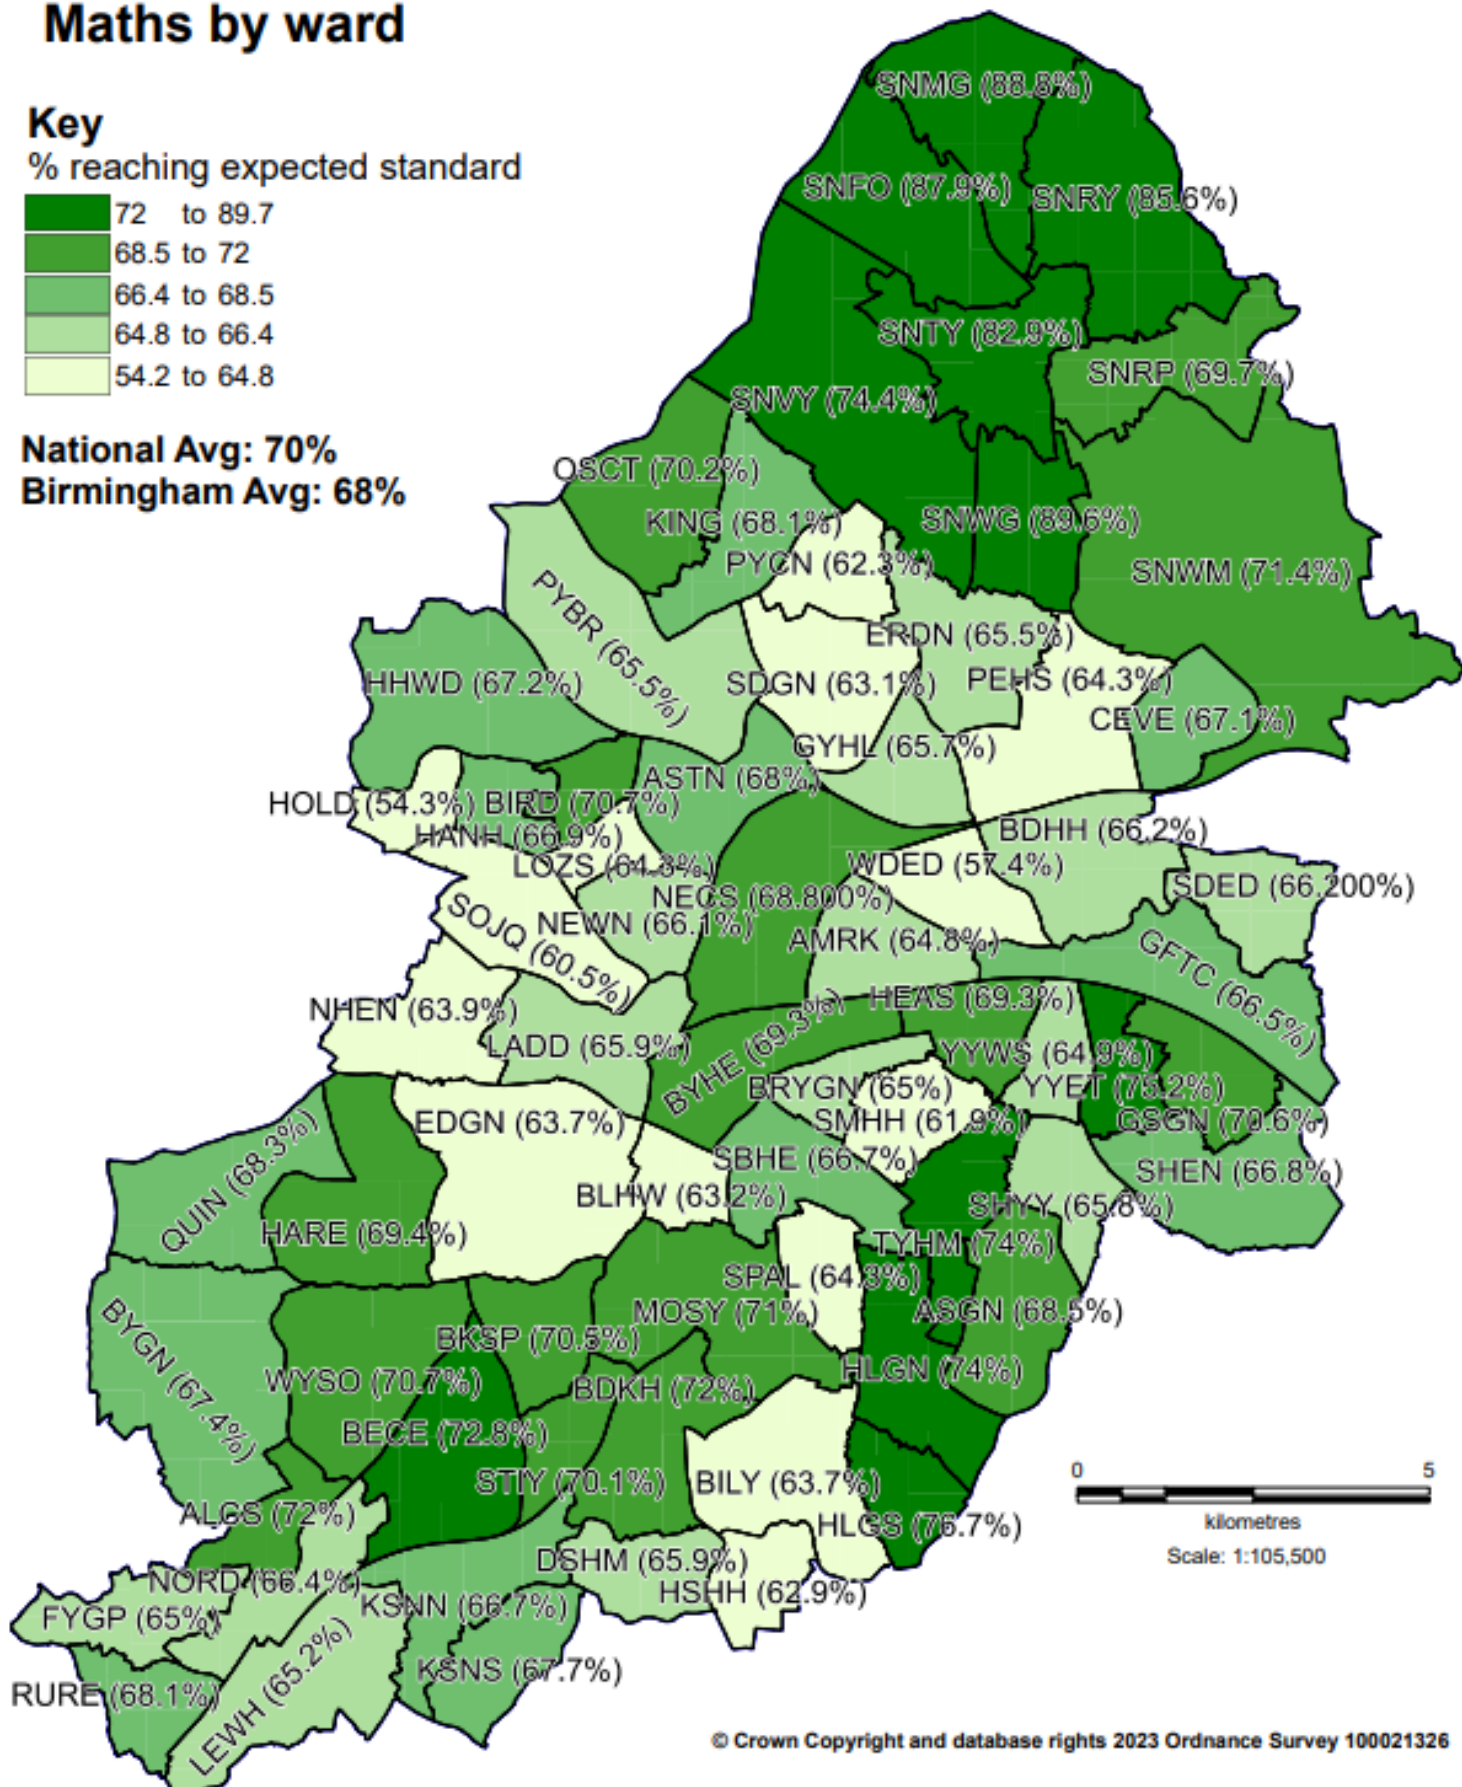 Maths by ward
Key
% reaching expected standard
72 to 89.7
68.5 to 72
66.4 to 68.5
64.8 to 66.4
54.2 to 64.8
National Avg: 70%
Birmingham Avg: 68%
SNMG (88.8%)
SNFO (87.9%)
SNRY (85.6%)
SNTY (82.9%)
SNRP (69.7%)
SNVY (74.4%)
OSCT (70.2%)
KING (68.1%)
SNWG (89.6%)
PYCN (62.3%)
SNWM (71.4%)
PYBR (65.5%)
ERDN (65.5%)
HHWD (67.2%)
SDGN (63.1%)
PEHS (64.3%)
CEVE (67.1%)
GYHL (65.7%)
ASTN (68%)
HOLD (54.3%)
BIRD (70.7%)
HANH (66.9%)
BDHH (66.2%)
LOZS (64.3%)
WDED (57.4%)
SDED (66.200%)
NECS (68.800%)
SOJQ (60.5%)
NEWN (66.1%)
AMRK (64.8%)
GFTC (66.5%)
NHEN (63.9%)
HEAS (69.3%)
LADD (65.9%)
BYHE (69.3%)
YYWS (64.9%)
BRYGN (65%)
YYET (75.2%)
EDGN (63.7%)
SMHH (61.9%)
GSGN (70.6%)
QUIN (68.3%)
SBHE (66.7%)
SHEN (66.8%)
BLHW (63.2%)
SHYY (65.8%)
HARE (69.4%)
TYHM (74%)
SPAL (64.3%)
MOSY (71%)
ASGN (68.5%)
BYGN (67.4%)
BKSP (70.5%)
WYSO (70.7%)
BDKH (72%)
HLGN (74%)
BECE (72.8%)
STIY (70.1%)
BILY (63.7%)
ALGS (72%)
HLGS (76.7%)
DSHM (65.9%)
NORD (66.4%)
HSHH (62.9%)
FYGP (65%)
KSNN (66.7%)
LEWH (65.2%)
KSNS (67.7%)
RURE (68.1%)
0 5
kilometres
Scale: 1:105,500
© Crown Copyright and database rights 2023 Ordnance Survey 100021326